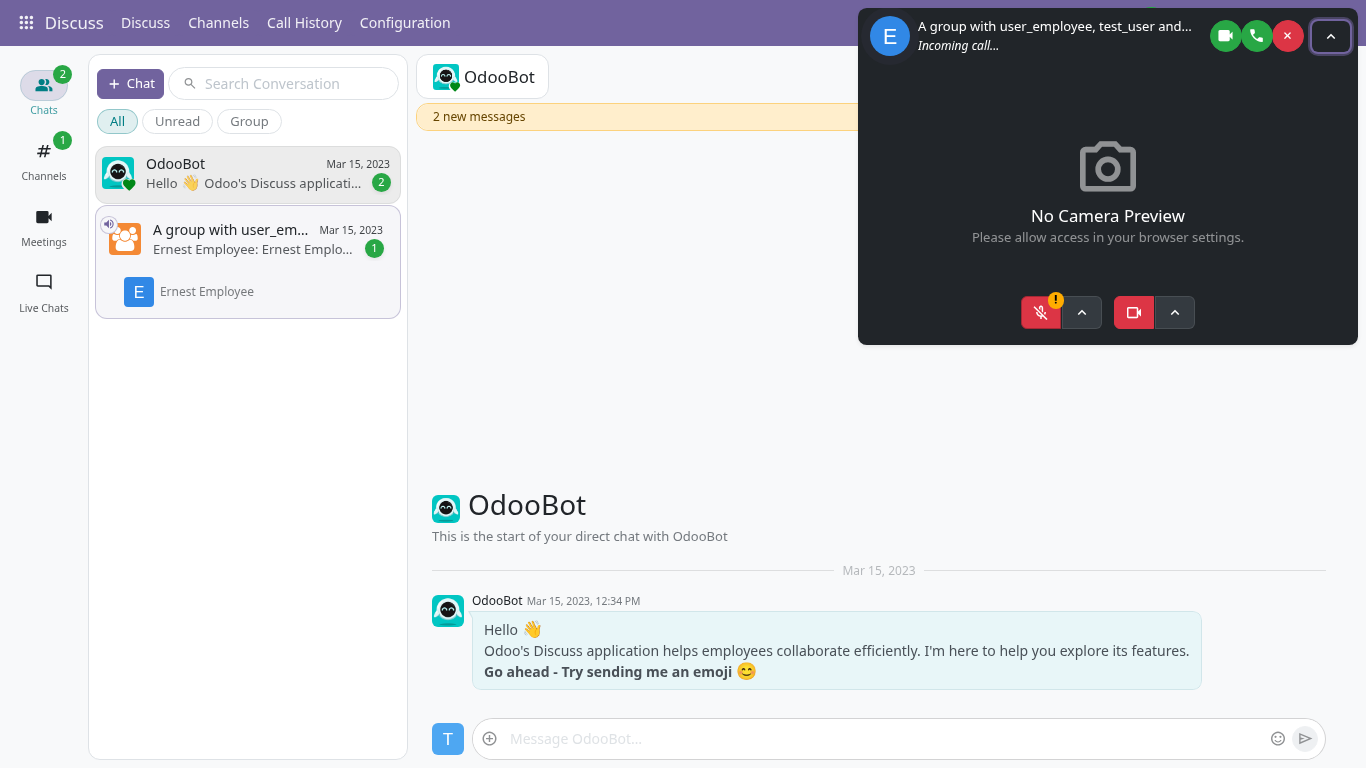 Discuss
Discuss
Channels
Call History
Configuration
A group with user_employee, test_user and...
Incoming call...
E
2
Chats
1
Channels
Meetings
Live Chats
Chat
Search Conversation
All
Unread
Group
OdooBot
Mar 15, 2023
Hello 👋 Odoo's Discuss applicati...
2
A group with user_em...
Mar 15, 2023
Ernest Employee: Ernest Emplo...
1
E
Ernest Employee
OdooBot
2 new messages
No Camera Preview
Please allow access in your browser settings.
!
OdooBot
This is the start of your direct chat with OdooBot
Mar 15, 2023
OdooBot Mar 15, 2023, 12:34 PM
Hello 👋
Odoo's Discuss application helps employees collaborate efficiently. I'm here to help you explore its features.
Go ahead - Try sending me an emoji 😊
T
Message OdooBot...